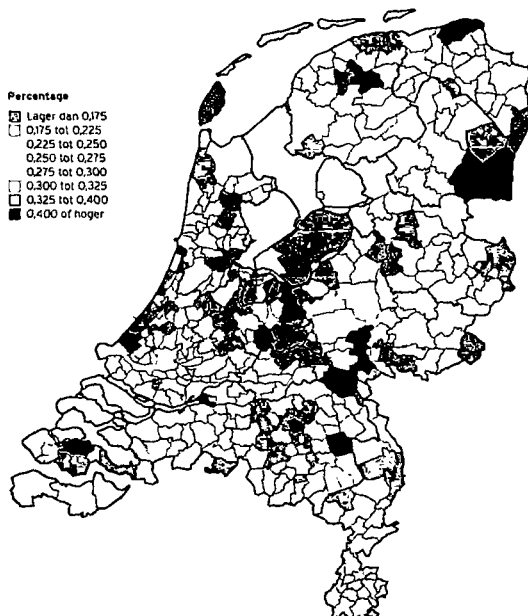 Percentage
Lager dan 0,175
0,175 tot 0,225
0,225 tot 0,250
0,250 tot 0,275
0,275 tot 0,300
0,300 tot 0,325
0,325 tot 0,400
0,400 of hoger